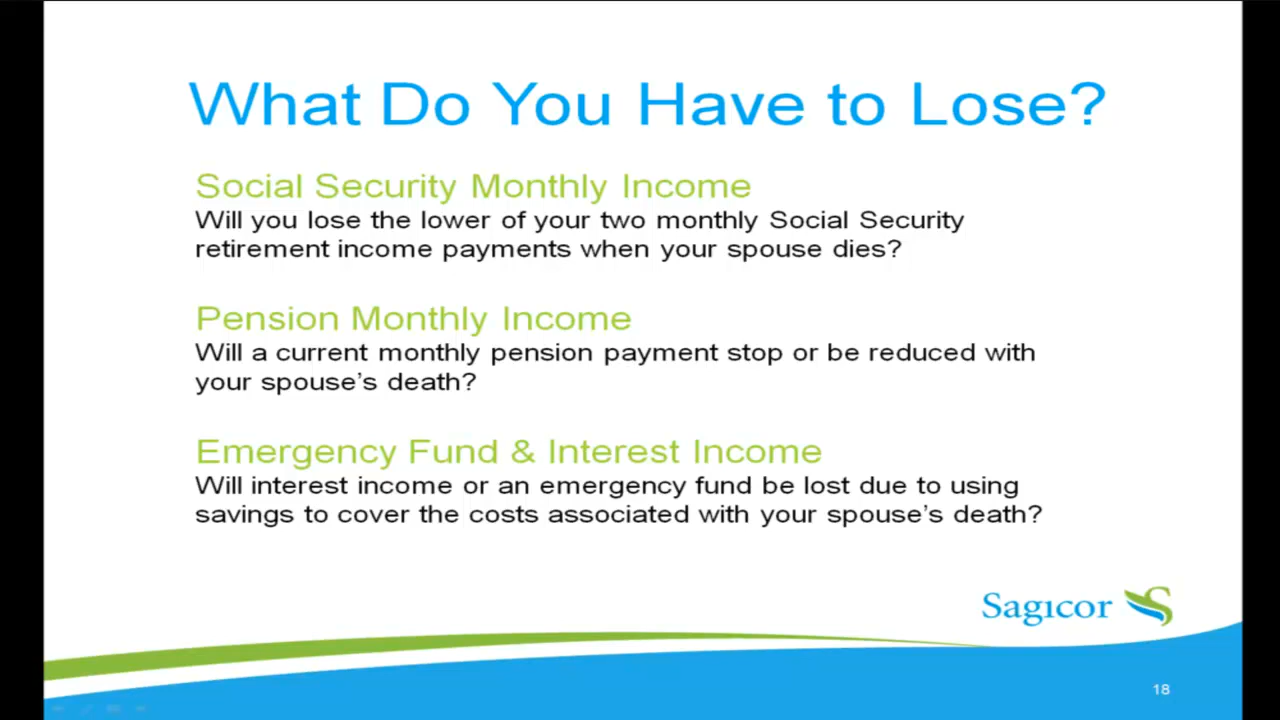 What Do You Have to Lose?
Social Security Monthly Income
Will you lose the lower of your two monthly Social Security
retirement income payments when your spouse dies?
Pension Monthly Income
Will a current monthly pension payment stop or be reduced with
your spouse’s death?
Emergency Fund & Interest Income
Will interest income or an emergency fund be lost due to using
savings to cover the costs associated with your spouse’s death?
Sagicor
18